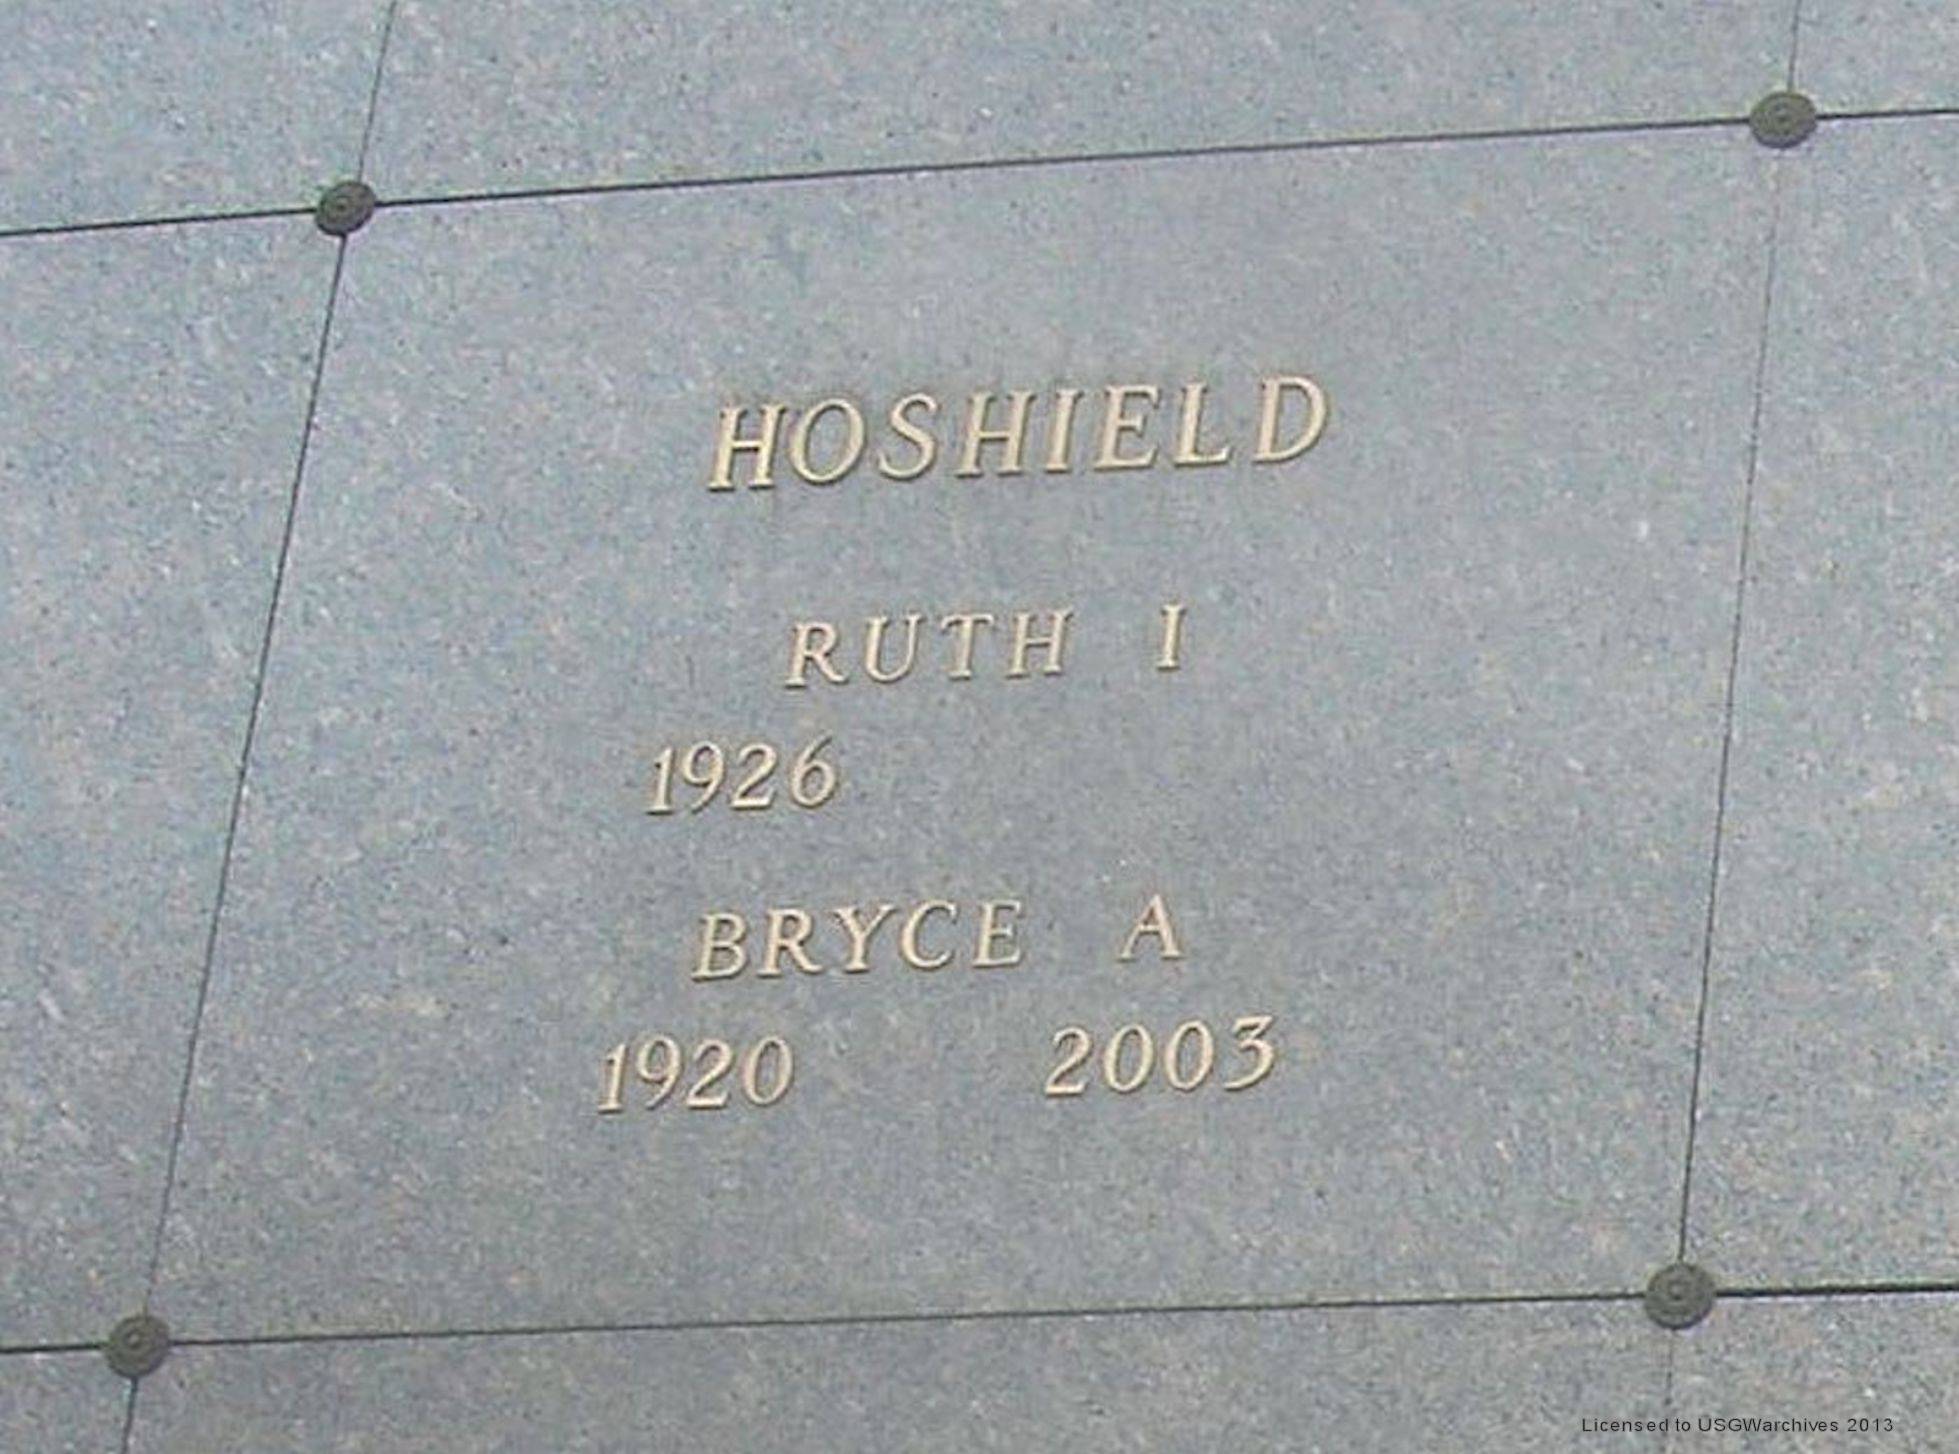 HOSHIELD
RUTH I
1926
BRYCE A
1920 2003
Licensed to USGWarchives 2013